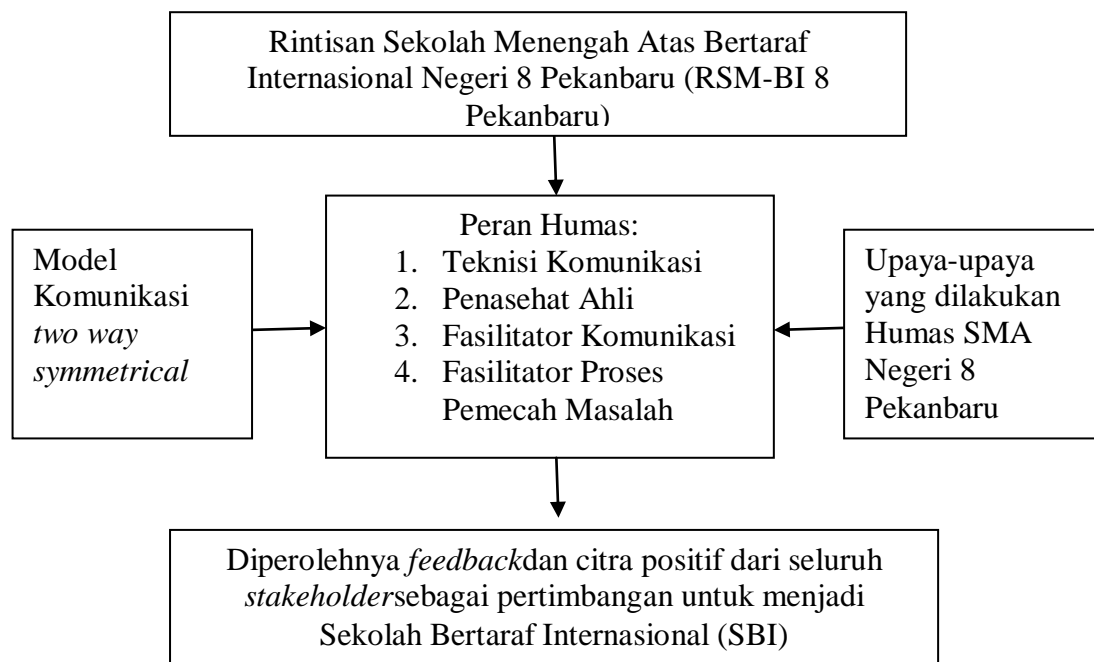 Rintisan Sekolah Menengah Atas Bertaraf
Internasional Negeri 8 Pekanbaru (RSM-BI 8
Pekanbaru)
Model
Komunikasi
two way
symmetrical
Peran Humas:
1. Teknisi Komunikasi
2. Penasehat Ahli
3. Fasilitator Komunikasi
4. Fasilitator Proses
Pemecah Masalah
Upaya-upaya
yang dilakukan
Humas SMA
Negeri 8
Pekanbaru
Diperolehnya feedbackdan citra positif dari seluruh
stakeholdersebagai pertimbangan untuk menjadi
Sekolah Bertaraf Internasional (SBI)